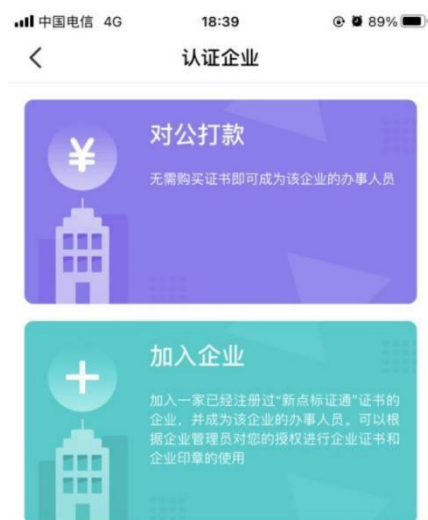 中国电信 4G 18:39 89%
认证企业
¥
对公打款
无需购买证书即可成为该企业的办事人员
加入企业
加入一家已经注册过“新点标证通”证书的
企业，并成为该企业的办事人员。可以根
据企业管理员对您的授权进行企业证书和
企业印章的使用